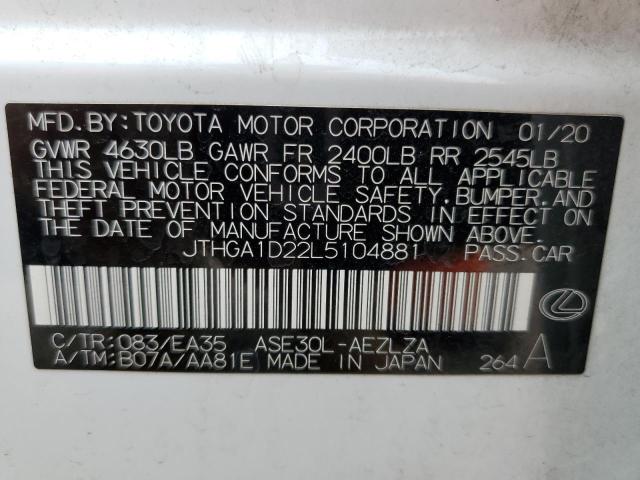 MFD.BY:TOYOTA MOTOR CORPORATION 01/20
GVWR 4630LB GAWR FR 2400LB RR 2545LB
THIS VEHICLE CONFORMS TO ALL APPLICABLE
FEDERAL MOTOR VEHICLE SAFETY,BUMPER,AND
THEFT PREVENTION STANDARDS IN EFFECT ON
THE DATE OF MANUFACTURE SHOWN ABOVE.
JTHGA1D22L5104881 PASS.CAR
C/TR:083/EA35 ASE30L-AEZLZA
A/TM:B07A/AA81E MADE IN JAPAN 264 A